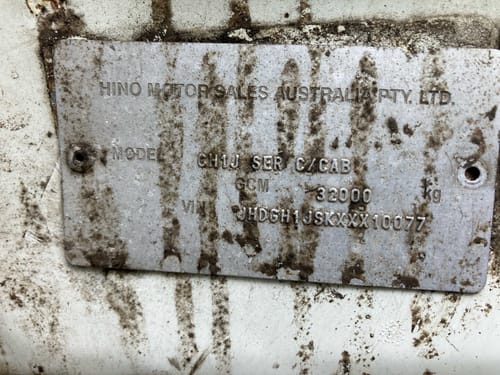 HINO MOTOR SALES AUSTRALIA PTY. LTD.
MODEL GH1J SER C/CAB
GCM 32000 kg
VIN JHDGH1JSKXXX10077